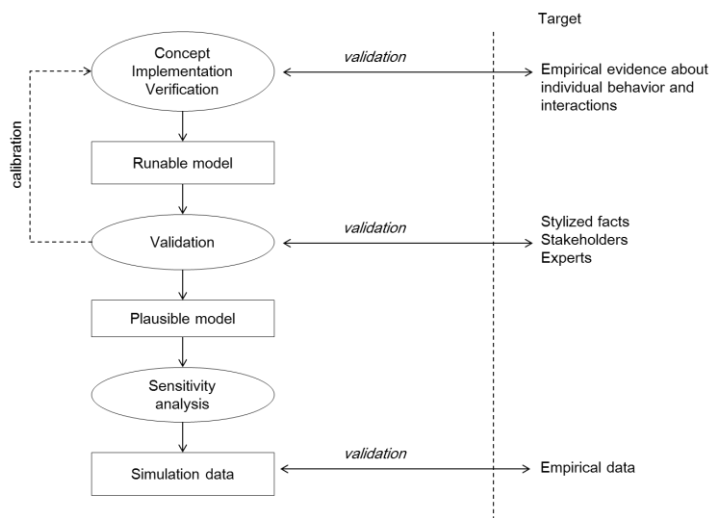 Target
Concept
Implementation
Verification
validation
Empirical evidence about
individual behavior and
interactions
calibration
Runable model
Validation
validation
Stylized facts
Stakeholders
Experts
Plausible model
Sensitivity
analysis
Simulation data
validation
Empirical data